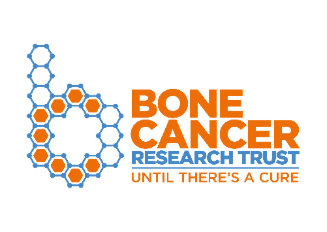 BONE
CANCER
RESEARCH TRUST
UNTIL THERE'S A CURE